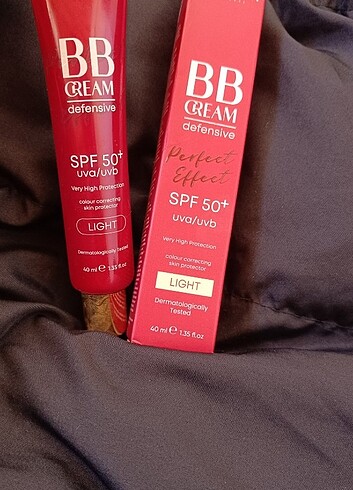 BB
CREAM
defensive
SPF 50+
uva/uvb
Very High Protection
colour correcting
skin protector
LIGHT
Dermatologically Tested
40 ml ℮ 1.35 fl.oz
BB
CREAM
defensive
Perfect
Effect
SPF 50+
uva/uvb
Very High Protection
colour correcting
skin protector
LIGHT
Dermatologically
Tested
40 ml ℮ 1.35 fl.oz